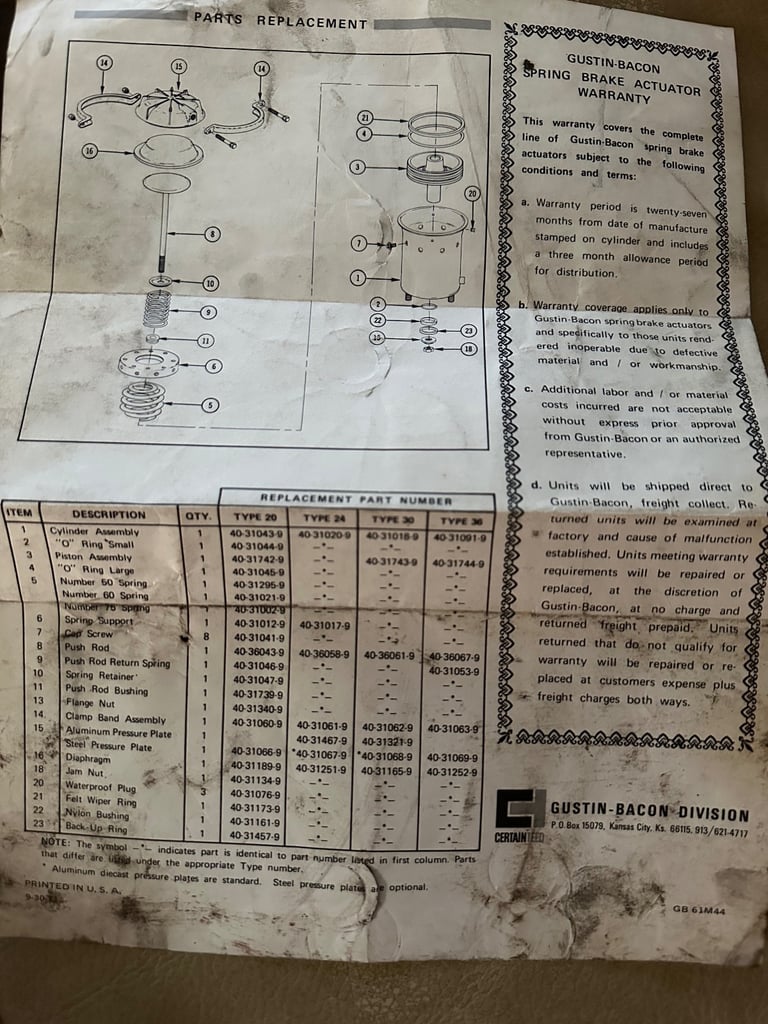 PARTS REPLACEMENT
14
15
14
16
8
10
9
11
6
5
21
4
3
20
7
1
2
22
23
15
18
ITEM DESCRIPTION QTY. REPLACEMENT PART NUMBER
TYPE 20 TYPE 24 TYPE 30 TYPE 36
1 Cylinder Assembly 1 40-31043-9 40-31020-9 40-31018-9 40-31091-9
2 "O" Ring Small 1 40-31044-9 —*— —*— —*—
3 Piston Assembly 1 40-31742-9 —*— 40-31743-9 40-31744-9
4 "O" Ring Large 1 40-31045-9 —*— —*— —*—
5 Number 50 Spring 1 40-31295-9 —*— —*— —*—
Number 60 Spring 1 40-31021-9 —*— —*— —*—
Number 75 Spring 1 40-31002-9 —*— —*— —*—
6 Spring Support 1 40-31012-9 40-31017-9 —*— —*—
7 Cap Screw 8 40-31041-9 —*— —*— —*—
8 Push Rod 1 40-36043-9 40-36058-9 40-36061-9 40-36067-9
9 Push Rod Return Spring 1 40-31046-9 —*— —*— 40-31053-9
10 Spring Retainer 1 40-31047-9 —*— —*— —*—
11 Push Rod Bushing 1 40-31739-9 —*— —*— —*—
13 Flange Nut 1 40-31340-9 —*— —*— —*—
14 Clamp Band Assembly 1 40-31060-9 40-31061-9 40-31062-9 40-31063-9
15 Aluminum Pressure Plate 1 40-31467-9 40-31321-9
Steel Pressure Plate 1 40-31066-9 *40-31067-9 *40-31068-9 40-31069-9
16 Diaphragm 1 40-31189-9 40-31251-9 40-31165-9 40-31252-9
18 Jam Nut 1 40-31134-9 —*— —*— —*—
20 Waterproof Plug 3 40-31076-9 —*— —*— —*—
21 Felt Wiper Ring 1 40-31173-9 —*— —*— —*—
22 Nylon Bushing 1 40-31161-9 —*— —*— —*—
23 Back-Up Ring 1 40-31457-9 —*— —*— —*—
NOTE: The symbol —*— indicates part is identical to part number listed in first column. Parts
that differ are listed under the appropriate Type number.
* Aluminum diecast pressure plates are standard. Steel pressure plates are optional.
PRINTED IN U. S. A.
GUSTIN-BACON
SPRING BRAKE ACTUATOR
WARRANTY
This warranty covers the complete
line of Gustin-Bacon spring brake
actuators subject to the following
conditions and terms:
a. Warranty period is twenty-seven
months from date of manufacture
stamped on cylinder and includes
a three month allowance period
for distribution.
b. Warranty coverage applies only to
Gustin-Bacon spring brake actuators
and specifically to those units rend-
ered inoperable due to defective
material and / or workmanship.
c. Additional labor and / or material
costs incurred are not acceptable
without express prior approval
from Gustin-Bacon or an authorized
representative.
d. Units will be shipped direct to
Gustin-Bacon, freight collect. Re-
turned units will be examined at
factory and cause of malfunction
established. Units meeting warranty
requirements will be repaired or
replaced, at the discretion of
Gustin-Bacon, at no charge and
returned freight prepaid. Units
returned that do not qualify for
warranty will be repaired or re-
placed at customers expense plus
freight charges both ways.
CERTAINTEED
GUSTIN-BACON DIVISION
P.O. Box 15079, Kansas City, Ks. 66115. 913/621-4717
GB 61M44